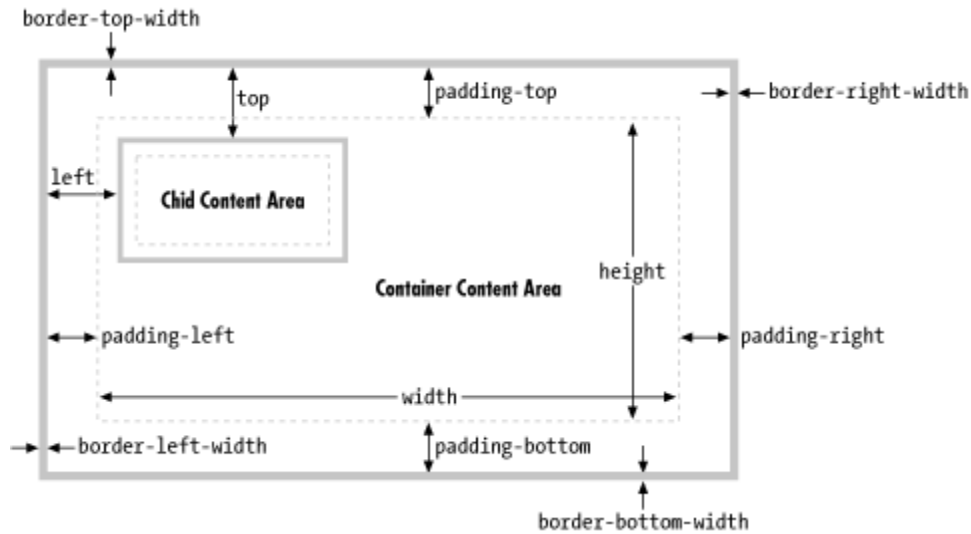 border-top-width
top
padding-top
border-right-width
left
Chid Content Area
height
Container Content Area
padding-left
padding-right
width
border-left-width
padding-bottom
border-bottom-width